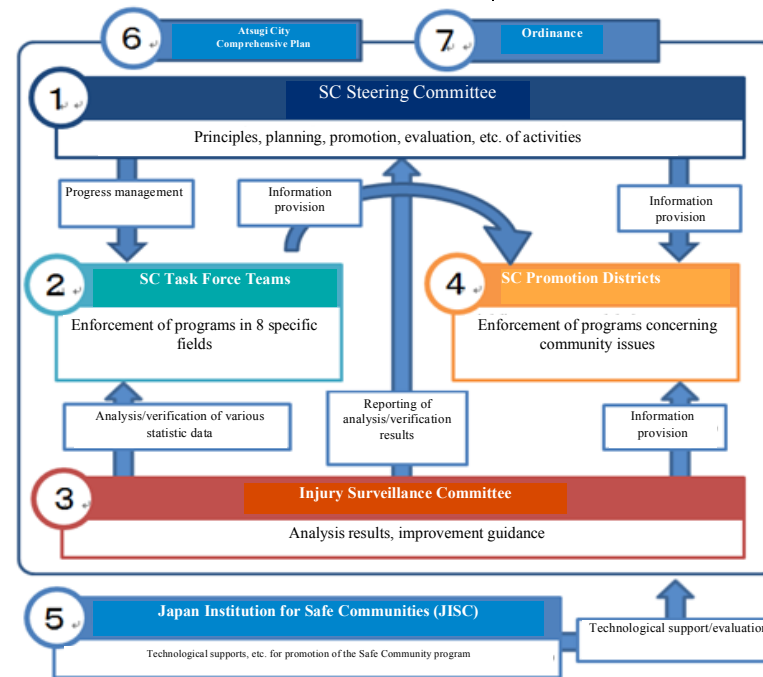 6
Atsugi City
Comprehensive Plan
7
Ordinance
1
SC Steering Committee
Principles, planning, promotion, evaluation, etc. of activities
Progress management
Information
provision
Information
provision
2
SC Task Force Teams
Enforcement of programs in 8 specific
fields
4
SC Promotion Districts
Enforcement of programs concerning
community issues
Analysis/verification of various
statistic data
Reporting of
analysis/verification
results
Information
provision
3
Injury Surveillance Committee
Analysis results, improvement guidance
5
Japan Institution for Safe Communities (JISC)
Technological supports, etc. for promotion of the Safe Community program
Technological support/evaluation